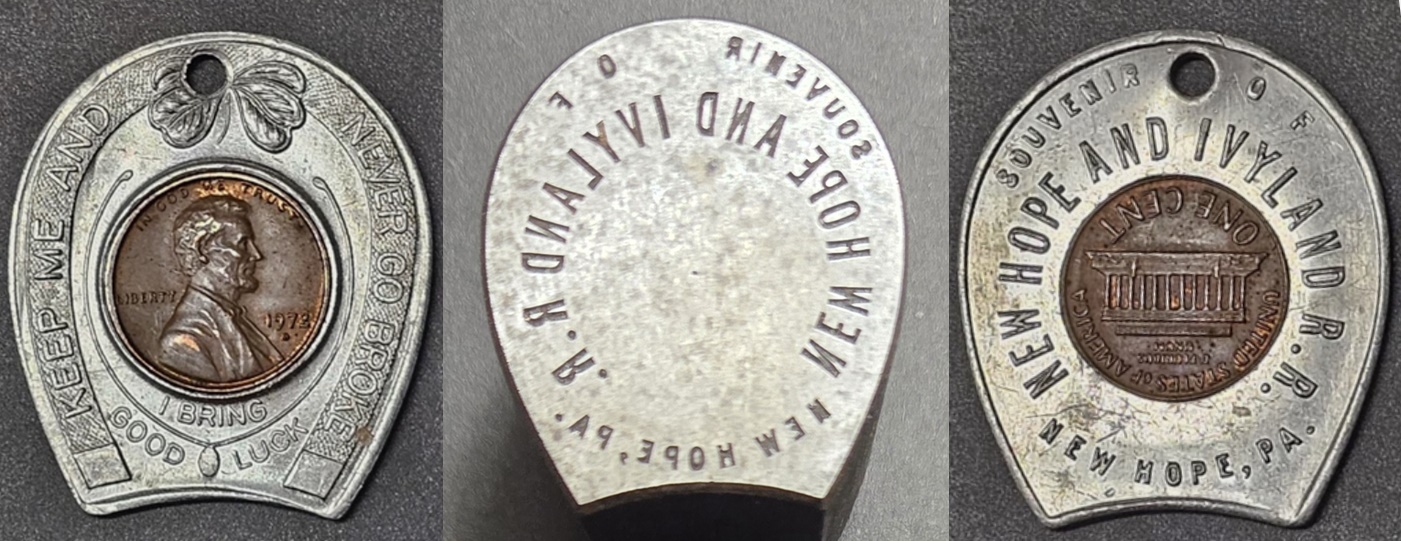 KEEP ME AND
NEVER GO BROKE
IN GOD WE TRUST
LIBERTY
1973
D
I BRING
GOOD LUCK
SOUVENIR OF
NEW HOPE AND IVYLAND R.R.
NEW HOPE, PA.
SOUVENIR OF
NEW HOPE AND IVYLAND R.R.
NEW HOPE, PA.
ONE CENT
UNITED STATES OF AMERICA